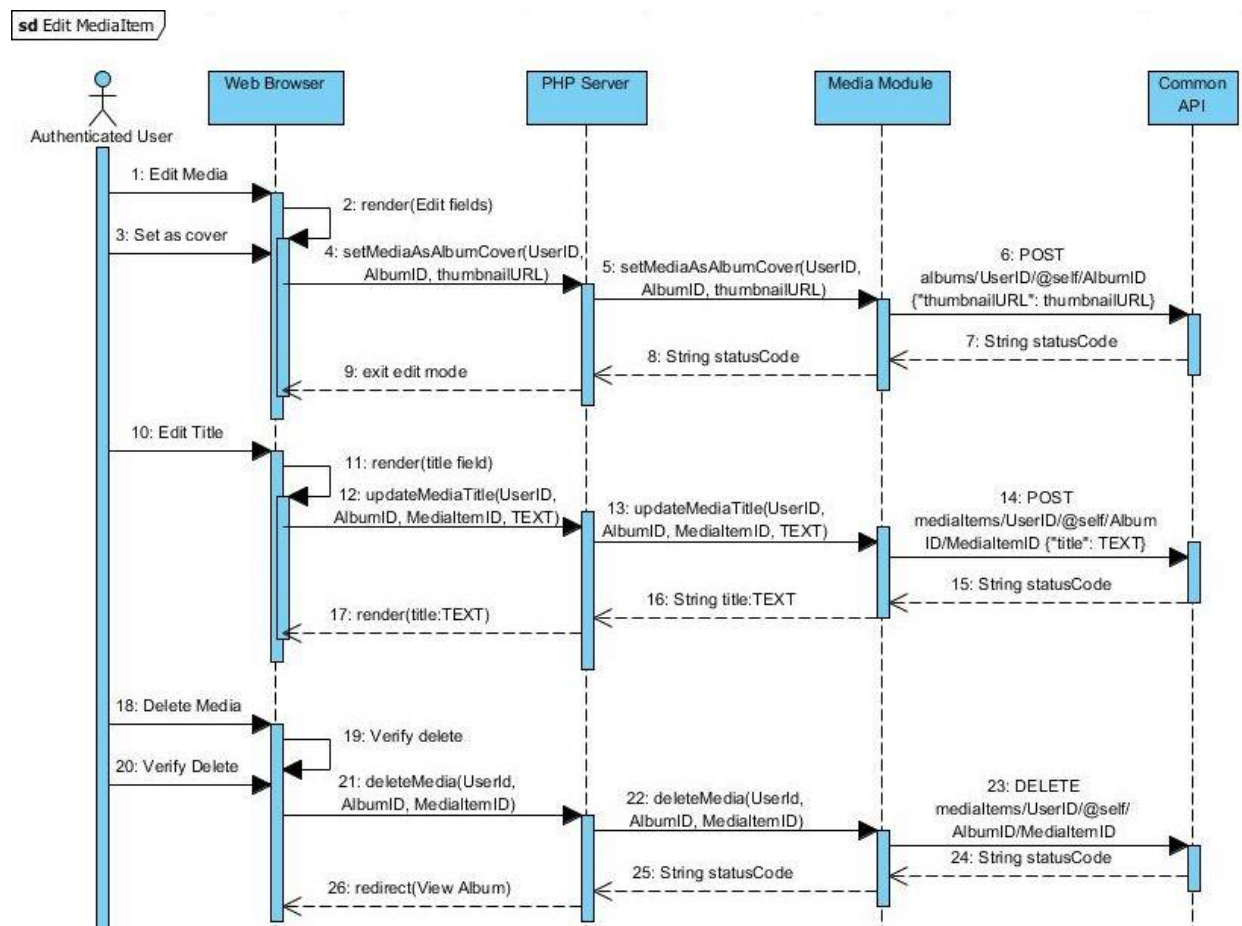 sd Edit MediaItem
Web Browser
PHP Server
Media Module
Common
API
Authenticated User
1: Edit Media
2: render(Edit fields)
3: Set as cover
4: setMediaAsAlbumCover(UserID,
AlbumID, thumbnailURL)
5: setMediaAsAlbumCover(UserID,
AlbumID, thumbnailURL)
6: POST
albums/UserID/@self/AlbumID
{"thumbnailURL": thumbnailURL}
7: String statusCode
8: String statusCode
9: exit edit mode
10: Edit Title
11: render(title field)
12: updateMediaTitle(UserID,
AlbumID, MediaItemID, TEXT)
13: updateMediaTitle(UserID,
AlbumID, MediaItemID, TEXT)
14: POST
mediaItems/UserID/@self/Album
ID/MediaItemID {"title": TEXT}
15: String statusCode
16: String title:TEXT
17: render(title:TEXT)
18: Delete Media
19: Verify delete
20: Verify Delete
21: deleteMedia(UserId,
AlbumID, MediaItemID)
22: deleteMedia(UserId,
AlbumID, MediaItemID)
23: DELETE
mediaItems/UserID/@self/
AlbumID/MediaItemID
24: String statusCode
25: String statusCode
26: redirect(View Album)